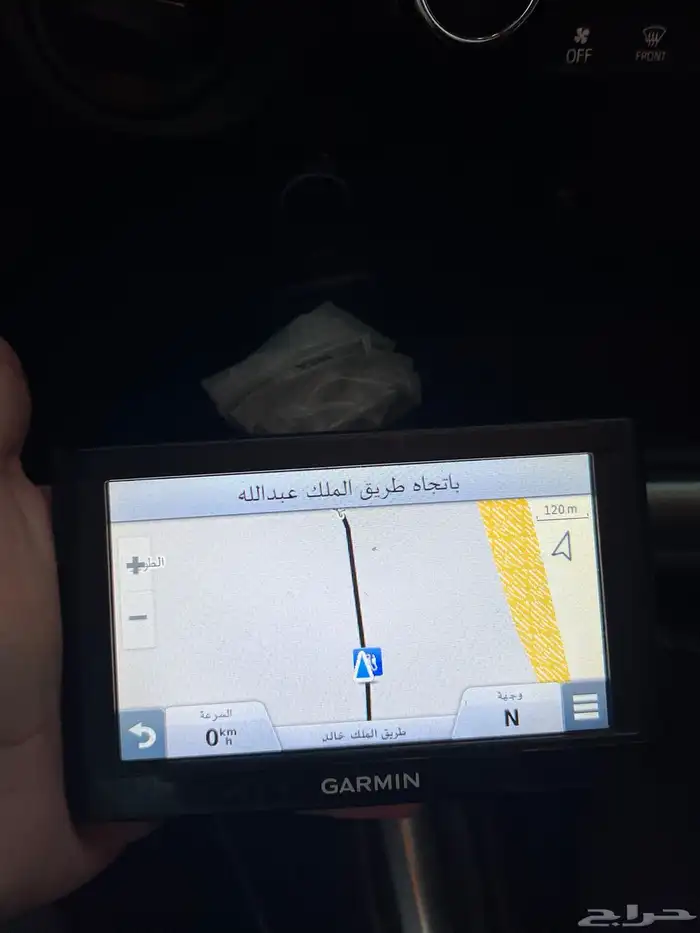 OFF
FRONT
باتجاه طريق الملك عبدالله
120 m
السرعة
0 km/h
طريق الملك خالد
وجهة
N
GARMIN
حراج